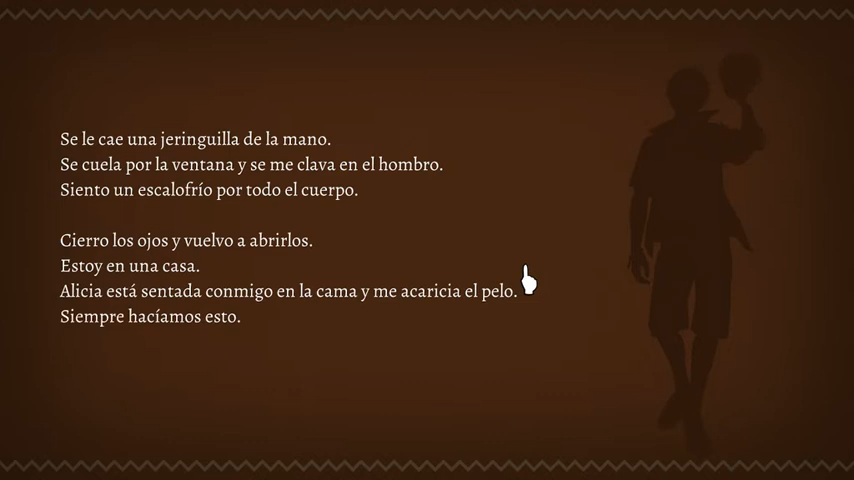 Se le cae una jeringuilla de la mano.
Se cuela por la ventana y se me clava en el hombro.
Siento un escalofrío por todo el cuerpo.
Cierro los ojos y vuelvo a abrirlos.
Estoy en una casa.
Alicia está sentada conmigo en la cama y me acaricia el pelo.
Siempre hacíamos esto.